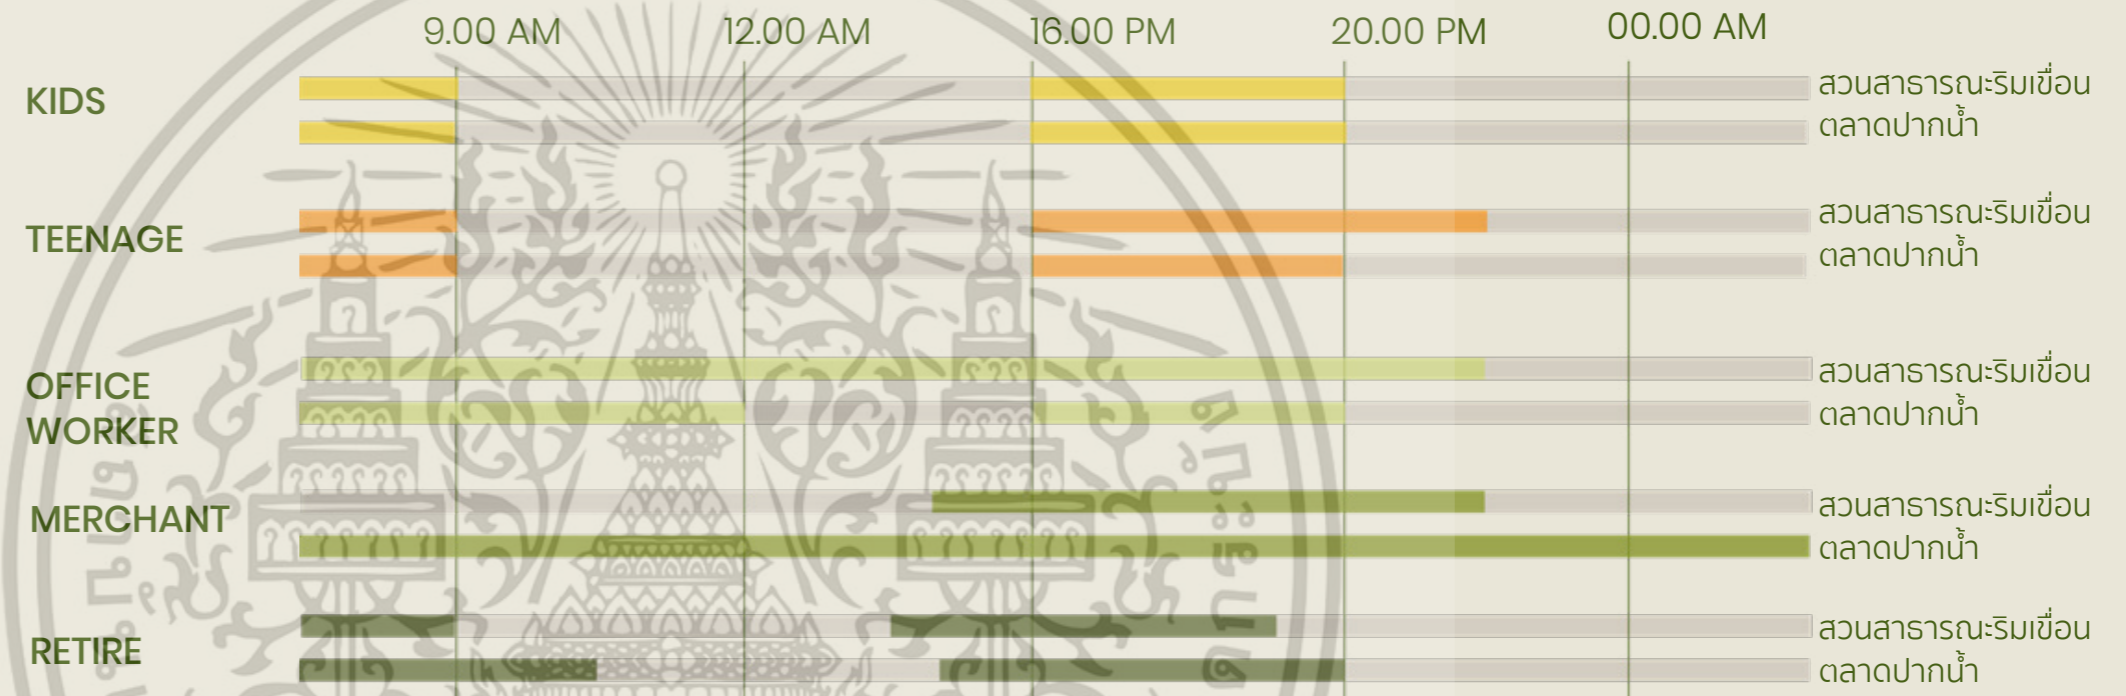 9.00 AM 12.00 AM 16.00 PM 20.00 PM 00.00 AM
KIDS
สวนสาธารณะริมเขื่อน
ตลาดปากน้ำ
TEENAGE
สวนสาธารณะริมเขื่อน
ตลาดปากน้ำ
OFFICE
WORKER
สวนสาธารณะริมเขื่อน
ตลาดปากน้ำ
MERCHANT
สวนสาธารณะริมเขื่อน
ตลาดปากน้ำ
RETIRE
สวนสาธารณะริมเขื่อน
ตลาดปากน้ำ